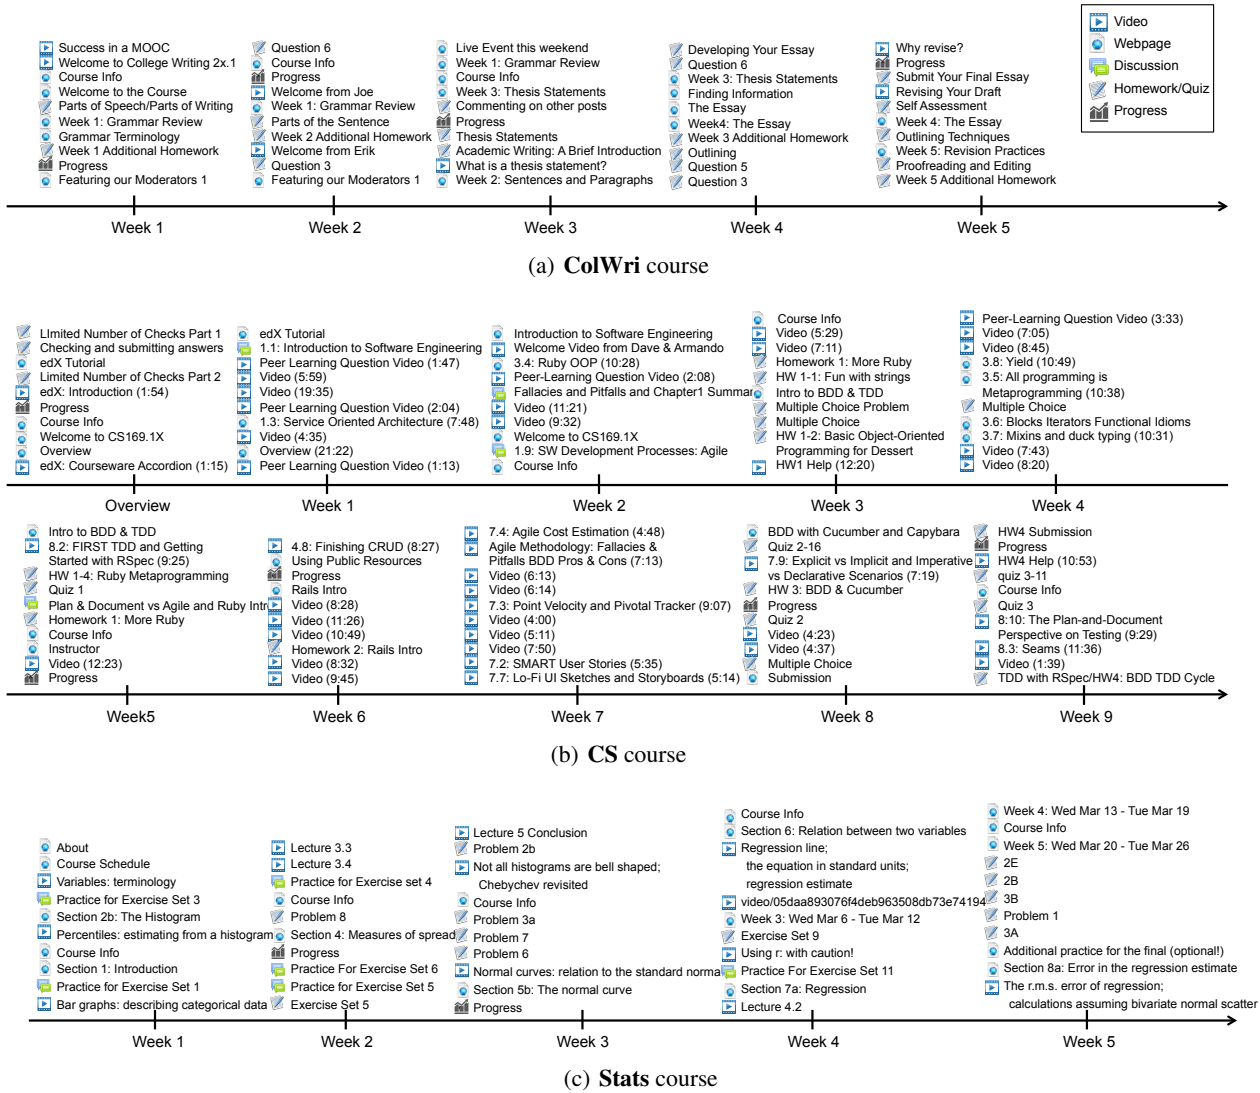 Video
Webpage
Discussion
Homework/Quiz
Progress
Success in a MOOC
Welcome to College Writing 2x.1
Course Info
Welcome to the Course
Parts of Speech/Parts of Writing
Week 1: Grammar Review
Grammar Terminology
Week 1 Additional Homework
Progress
Featuring our Moderators 1
Question 6
Course Info
Progress
Welcome from Joe
Week 1: Grammar Review
Parts of the Sentence
Week 2 Additional Homework
Welcome from Erik
Question 3
Featuring our Moderators 1
Live Event this weekend
Week 1: Grammar Review
Course Info
Week 3: Thesis Statements
Commenting on other posts
Progress
Thesis Statements
Academic Writing: A Brief Introduction
What is a thesis statement?
Week 2: Sentences and Paragraphs
Developing Your Essay
Question 6
Week 3: Thesis Statements
Finding Information
The Essay
Week4: The Essay
Week 3 Additional Homework
Outlining
Question 5
Question 3
Why revise?
Progress
Submit Your Final Essay
Revising Your Draft
Self Assessment
Week 4: The Essay
Outlining Techniques
Week 5: Revision Practices
Proofreading and Editing
Week 5 Additional Homework
Week 1
Week 2
Week 3
Week 4
Week 5
(a) ColWri course
LImited Number of Checks Part 1
Checking and submitting answers
edX Tutorial
Limited Number of Checks Part 2
edX: Introduction (1:54)
Progress
Course Info
Welcome to CS169.1X
Overview
edX: Courseware Accordion (1:15)
edX Tutorial
1.1: Introduction to Software Engineering
Peer Learning Question Video (1:47)
Video (5:59)
Video (19:35)
Peer Learning Question Video (2:04)
1.3: Service Oriented Architecture (7:48)
Video (4:35)
Overview (21:22)
Peer Learning Question Video (1:13)
Introduction to Software Engineering
Welcome Video from Dave & Armando
3.4: Ruby OOP (10:28)
Peer-Learning Question Video (2:08)
Fallacies and Pitfalls and Chapter1 Summar
Video (11:21)
Video (9:32)
Welcome to CS169.1X
1.9: SW Development Processes: Agile
Course Info
Course Info
Video (5:29)
Video (7:11)
Homework 1: More Ruby
HW 1-1: Fun with strings
Intro to BDD & TDD
Multiple Choice Problem
Multiple Choice
HW 1-2: Basic Object-Oriented
Programming for Dessert
HW1 Help (12:20)
Peer-Learning Question Video (3:33)
Video (7:05)
Video (8:45)
3.8: Yield (10:49)
3.5: All programming is
Metaprogramming (10:38)
Multiple Choice
3.6: Blocks Iterators Functional Idioms
3.7: Mixins and duck typing (10:31)
Video (7:43)
Video (8:20)
Overview
Week 1
Week 2
Week 3
Week 4
Intro to BDD & TDD
8.2: FIRST TDD and Getting
Started with RSpec (9:25)
HW 1-4: Ruby Metaprogramming
Quiz 1
Plan & Document vs Agile and Ruby Intr
Homework 1: More Ruby
Course Info
Instructor
Video (12:23)
Progress
4.8: Finishing CRUD (8:27)
Using Public Resources
Progress
Rails Intro
Video (8:28)
Video (11:26)
Video (10:49)
Homework 2: Rails Intro
Video (8:32)
Video (9:45)
7.4: Agile Cost Estimation (4:48)
Agile Methodology: Fallacies &
Pitfalls BDD Pros & Cons (7:13)
Video (6:13)
Video (6:14)
7.3: Point Velocity and Pivotal Tracker (9:07)
Video (4:00)
Video (5:11)
Video (7:50)
7.2: SMART User Stories (5:35)
7.7: Lo-Fi UI Sketches and Storyboards (5:14)
BDD with Cucumber and Capybara
Quiz 2-16
7.9: Explicit vs Implicit and Imperative
vs Declarative Scenarios (7:19)
HW 3: BDD & Cucumber
Progress
Quiz 2
Video (4:23)
Video (4:37)
Multiple Choice
Submission
HW4 Submission
Progress
HW4 Help (10:53)
quiz 3-11
Course Info
Quiz 3
8:10: The Plan-and-Document
Perspective on Testing (9:29)
8.3: Seams (11:36)
Video (1:39)
TDD with RSpec/HW4: BDD TDD Cycle
Week5
Week 6
Week 7
Week 8
Week 9
(b) CS course
About
Course Schedule
Variables: terminology
Practice for Exercise Set 3
Section 2b: The Histogram
Percentiles: estimating from a histogram
Course Info
Section 1: Introduction
Practice for Exercise Set 1
Bar graphs: describing categorical data
Lecture 3.3
Lecture 3.4
Practice for Exercise set 4
Course Info
Problem 8
Section 4: Measures of spread
Progress
Practice For Exercise Set 6
Practice for Exercise Set 5
Exercise Set 5
Lecture 5 Conclusion
Problem 2b
Not all histograms are bell shaped;
Chebychev revisited
Course Info
Problem 3a
Problem 7
Problem 6
Normal curves: relation to the standard norma
Section 5b: The normal curve
Progress
Course Info
Section 6: Relation between two variables
Regression line;
the equation in standard units;
regression estimate
video/05daa893076f4deb963508db73e74194
Week 3: Wed Mar 6 - Tue Mar 12
Exercise Set 9
Using r: with caution!
Practice For Exercise Set 11
Section 7a: Regression
Lecture 4.2
Week 4: Wed Mar 13 - Tue Mar 19
Course Info
Week 5: Wed Mar 20 - Tue Mar 26
2E
2B
3B
Problem 1
3A
Additional practice for the final (optional!)
Section 8a: Error in the regression estimate
The r.m.s. error of regression;
calculations assuming bivariate normal scatter
Week 1
Week 2
Week 3
Week 4
Week 5
(c) Stats course